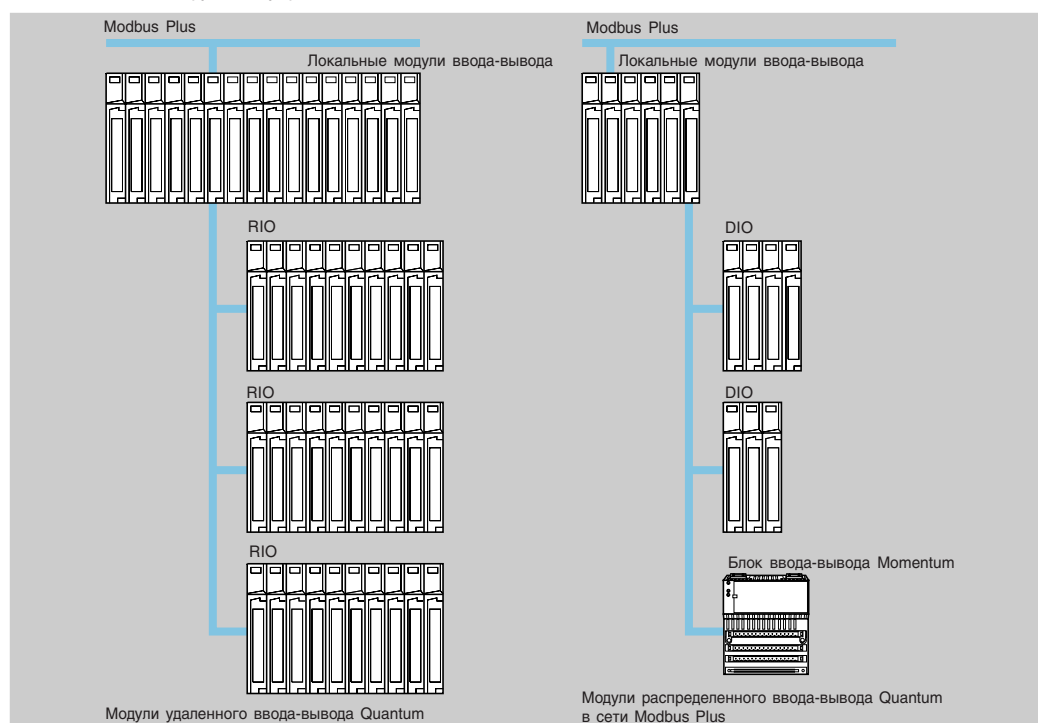 Modbus Plus
Локальные модули ввода-вывода
RIO
RIO
RIO
Модули удаленного ввода-вывода Quantum
Modbus Plus
Локальные модули ввода-вывода
DIO
DIO
Блок ввода-вывода Momentum
Модули распределенного ввода-вывода Quantum
в сети Modbus Plus